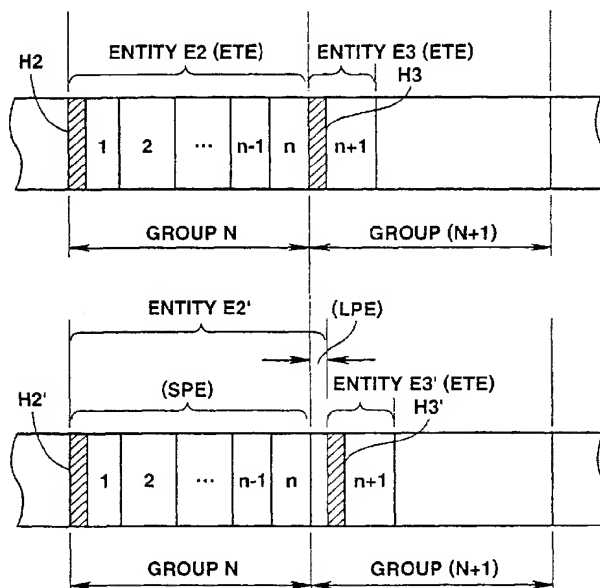 ENTITY E2 (ETE) ENTITY E3 (ETE)
H2 H3
1 2 ... n-1 n n+1
GROUP N GROUP (N+1)
ENTITY E2' (LPE)
(SPE) ENTITY E3' (ETE)
H2' H3'
1 2 ... n-1 n n+1
GROUP N GROUP (N+1)